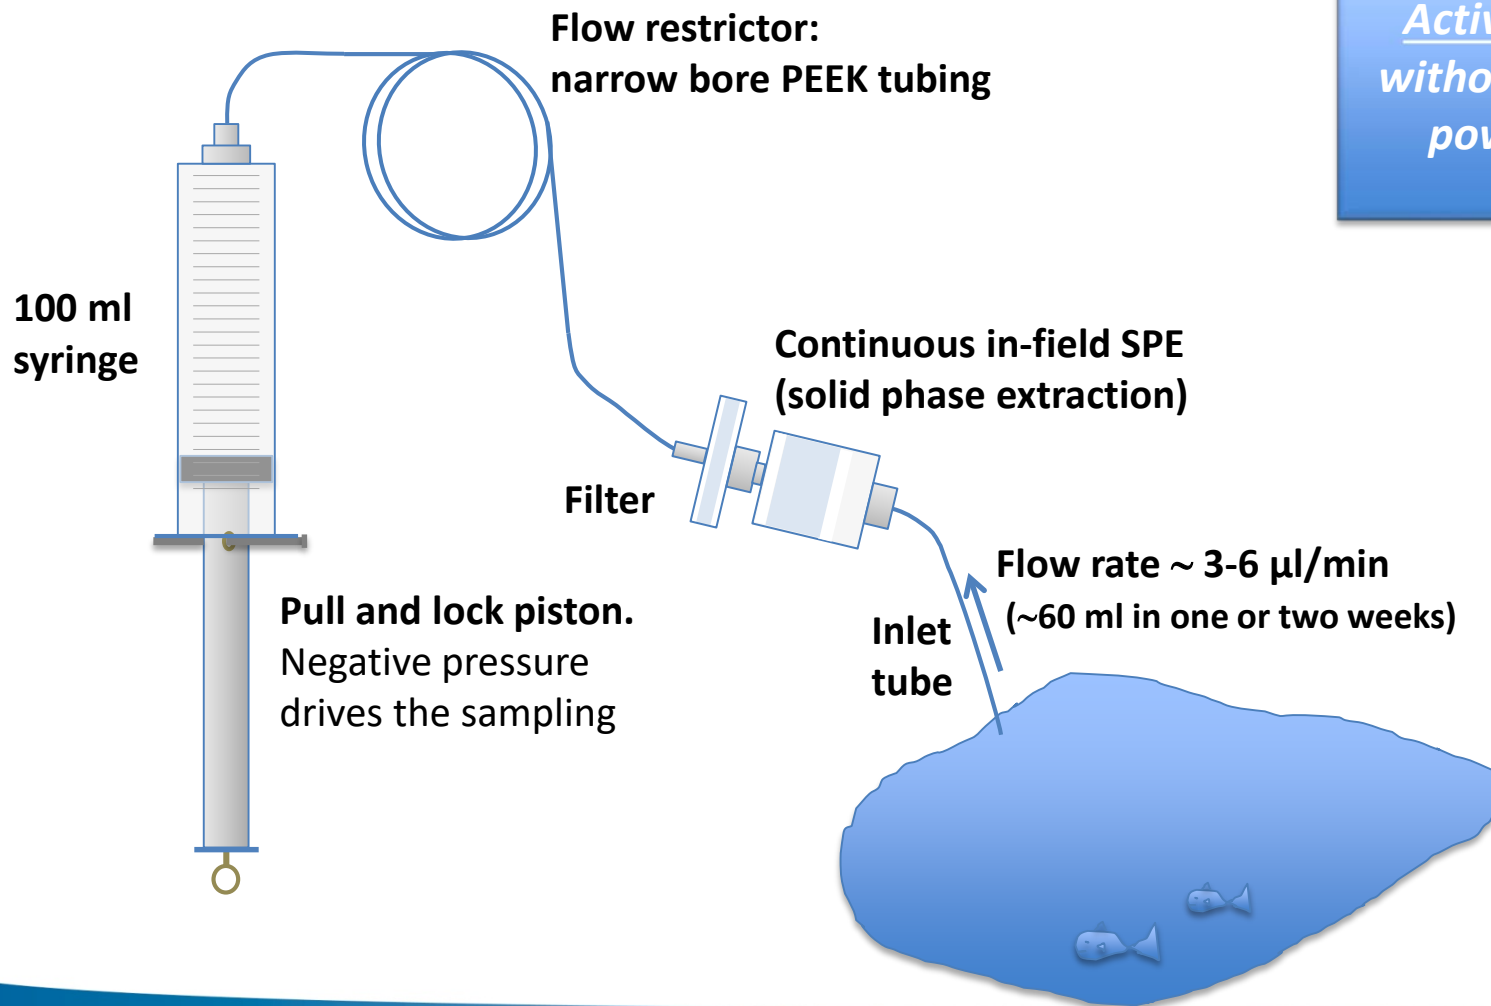 Flow restrictor:
narrow bore PEEK tubing
100 ml
syringe
Continuous in-field SPE
(solid phase extraction)
Filter
Flow rate ~ 3-6 µl/min
(~60 ml in one or two weeks)
Inlet
tube
Pull and lock piston.
Negative pressure
drives the sampling